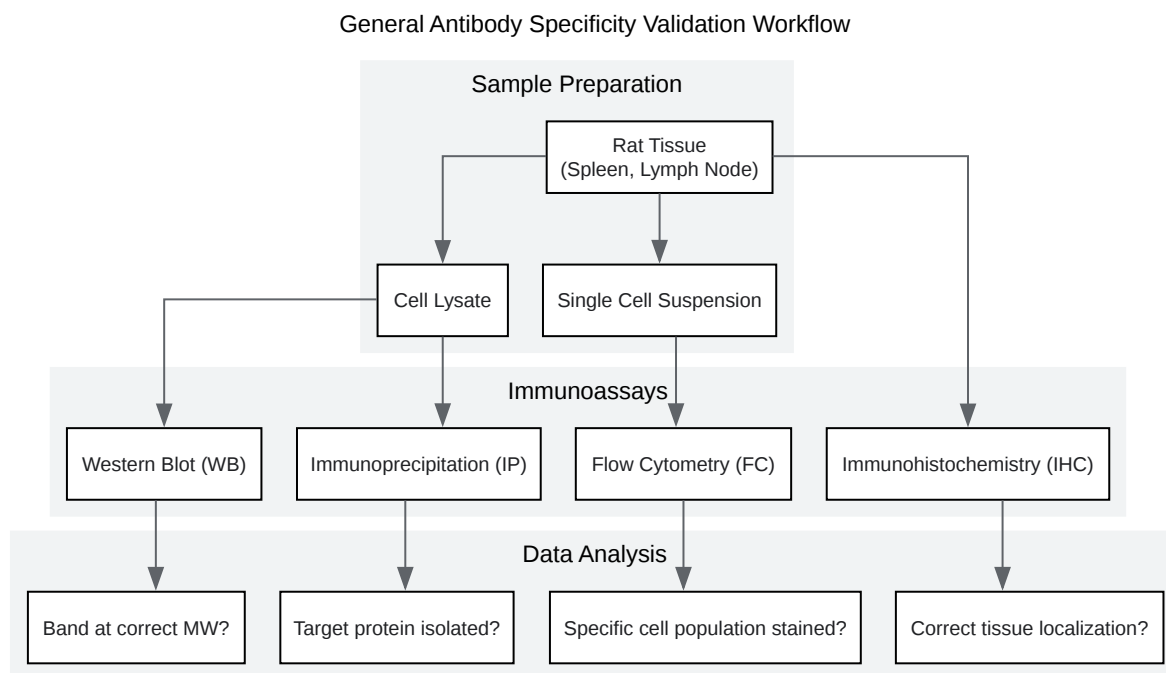 General Antibody Specificity Validation Workflow
Sample Preparation
Rat Tissue
(Spleen, Lymph Node)
Cell Lysate
Single Cell Suspension
Immunoassays
Western Blot (WB)
Immunoprecipitation (IP)
Flow Cytometry (FC)
Immunohistochemistry (IHC)
Data Analysis
Band at correct MW?
Target protein isolated?
Specific cell population stained?
Correct tissue localization?